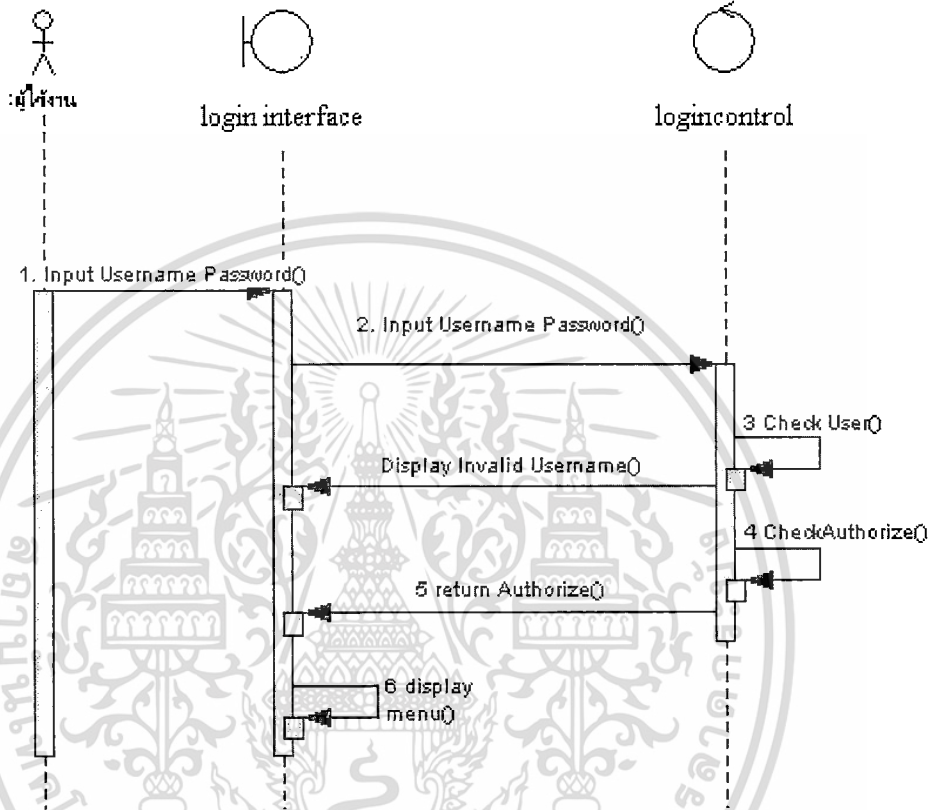 :ผู้ใช้งาน
login interface
logincontrol
1. Input Username Password()
2. Input Username Password()
3 Check User()
Display Invalid Username()
4 CheckAuthorize()
5 return Authorize()
6 display
menu()